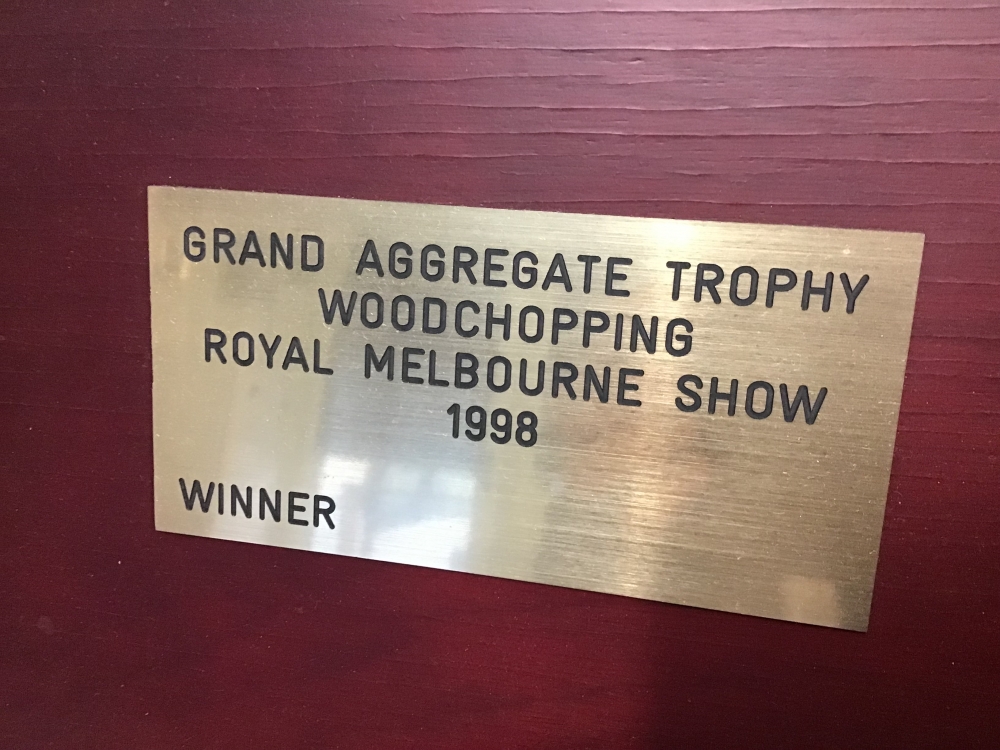 GRAND AGGREGATE TROPHY
WOODCHOPPING
ROYAL MELBOURNE SHOW
1998
WINNER